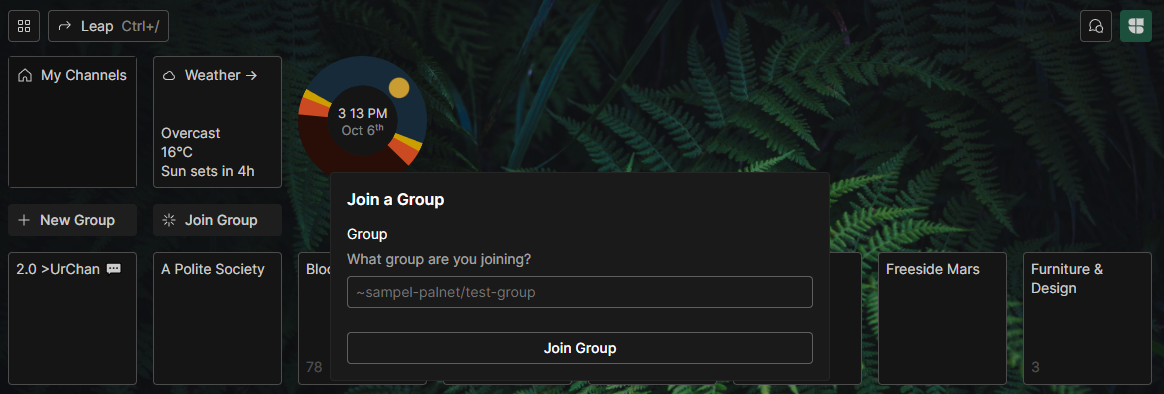 Leap Ctrl+/
My Channels
Weather →
Overcast
16°C
Sun sets in 4h
3 13 PM
Oct 6th
New Group
Join Group
Join a Group
Group
What group are you joining?
~sampel-palnet/test-group
Join Group
2.0 >UrChan 💬
A Polite Society
78
Freeside Mars
Furniture &
Design
3